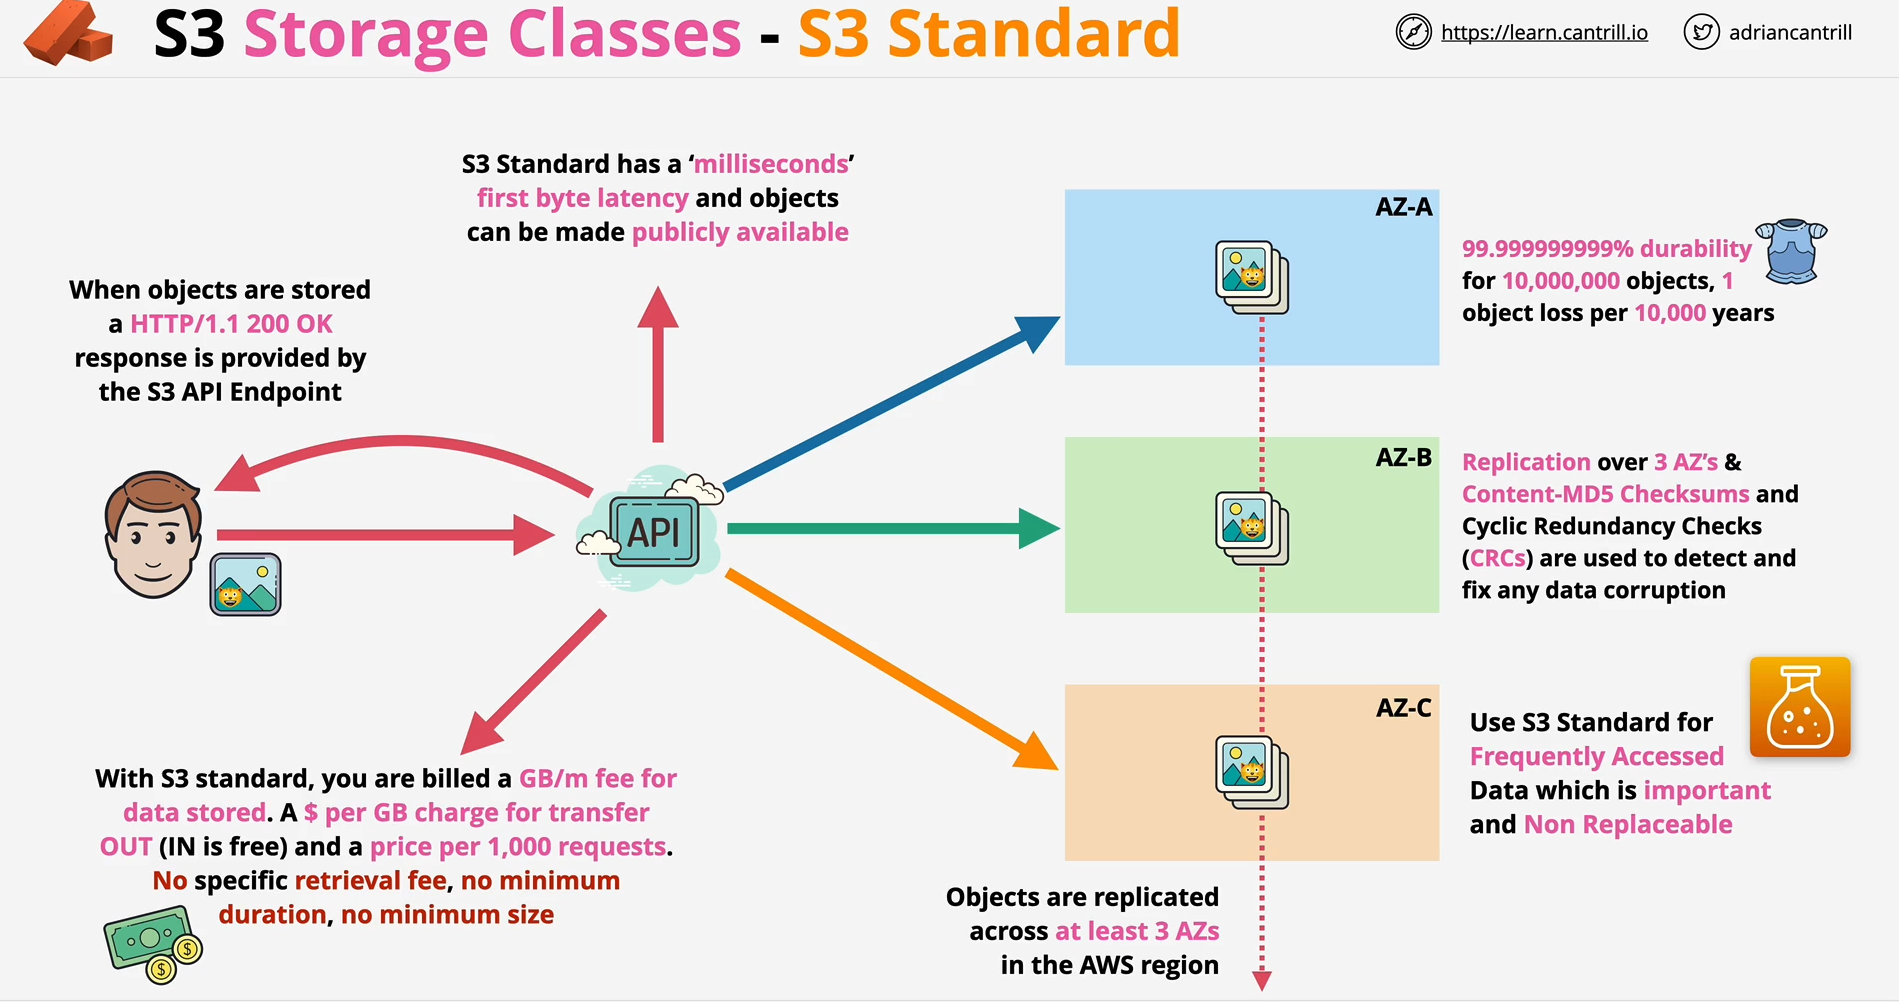 S3 Storage Classes - S3 Standard
https://learn.cantrill.io
adriancantrill
S3 Standard has a ‘milliseconds’
first byte latency and objects
can be made publicly available
When objects are stored
a HTTP/1.1 200 OK
response is provided by
the S3 API Endpoint
API
AZ-A
99.999999999% durability
for 10,000,000 objects, 1
object loss per 10,000 years
AZ-B
Replication over 3 AZ’s &
Content-MD5 Checksums and
Cyclic Redundancy Checks
(CRCs) are used to detect and
fix any data corruption
AZ-C
Use S3 Standard for
Frequently Accessed
Data which is important
and Non Replaceable
With S3 standard, you are billed a GB/m fee for
data stored. A $ per GB charge for transfer
OUT (IN is free) and a price per 1,000 requests.
No specific retrieval fee, no minimum
duration, no minimum size
$
$
Objects are replicated
across at least 3 AZs
in the AWS region